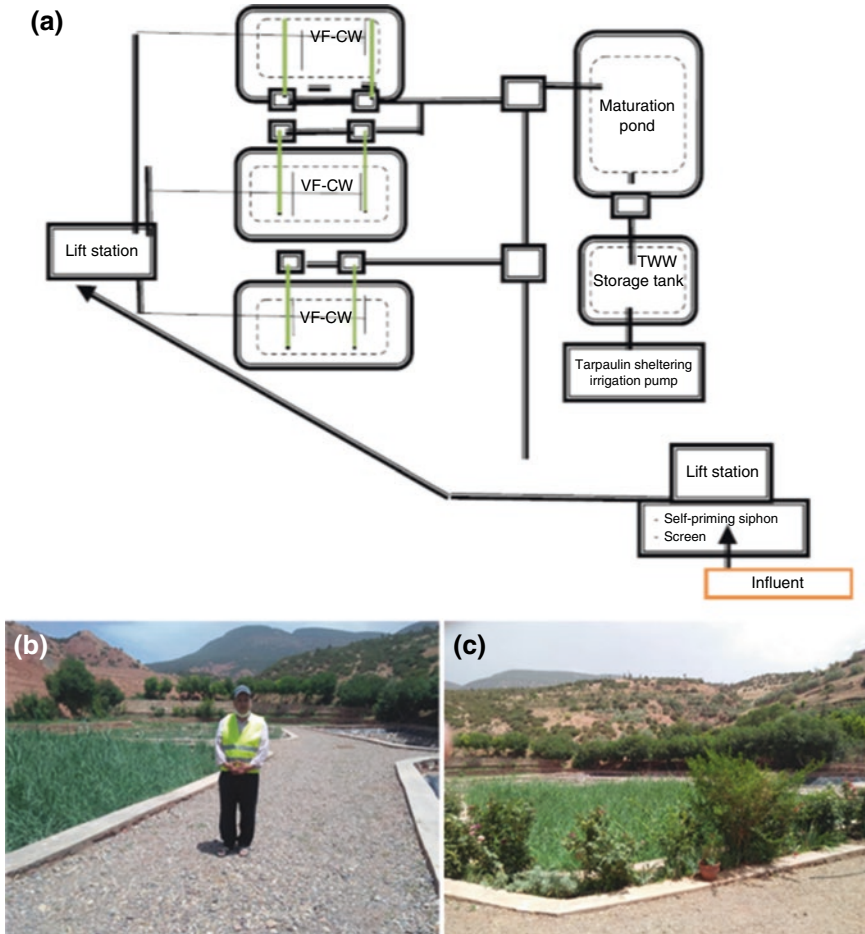 (a)
VF-CW
Maturation
pond
VF-CW
Lift station
TWW
Storage tank
VF-CW
Tarpaulin sheltering
irrigation pump
Lift station
- Self-priming siphon
- Screen
Influent
(b)
(c)